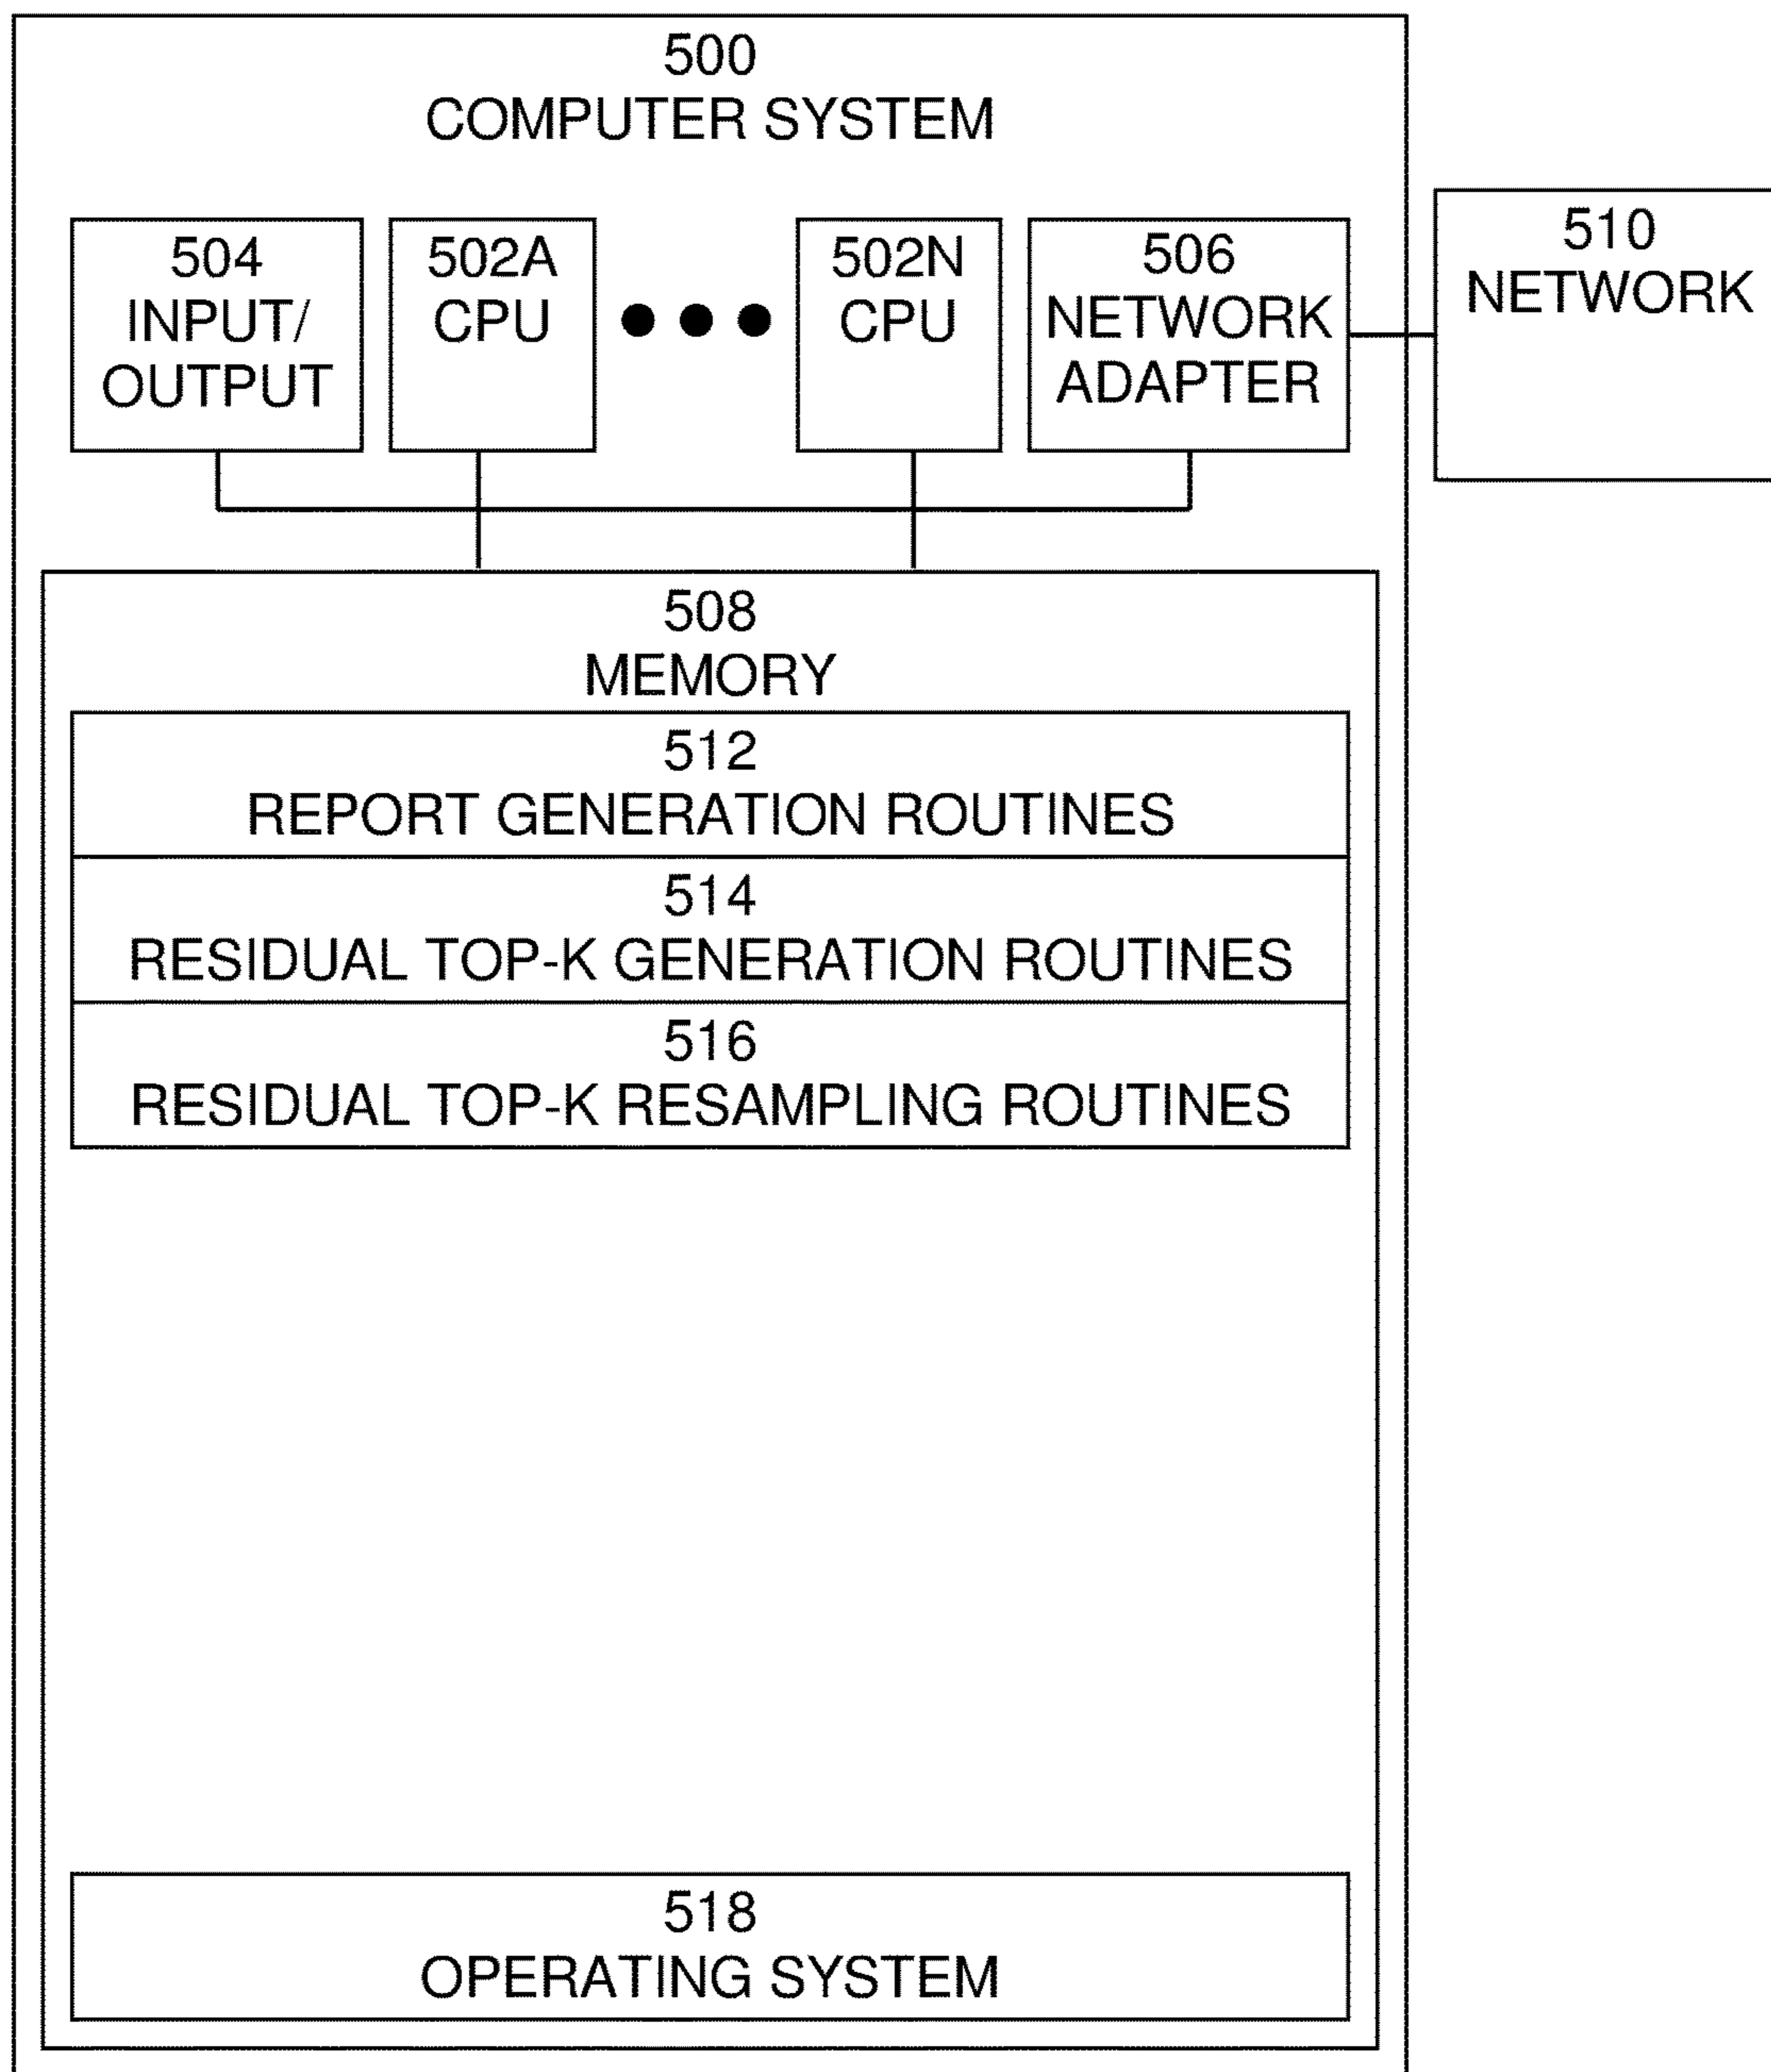 500
COMPUTER SYSTEM
504
INPUT/
OUTPUT
502A
CPU
502N
CPU
506
NETWORK
ADAPTER
510
NETWORK
508
MEMORY
512
REPORT GENERATION ROUTINES
514
RESIDUAL TOP-K GENERATION ROUTINES
516
RESIDUAL TOP-K RESAMPLING ROUTINES
518
OPERATING SYSTEM